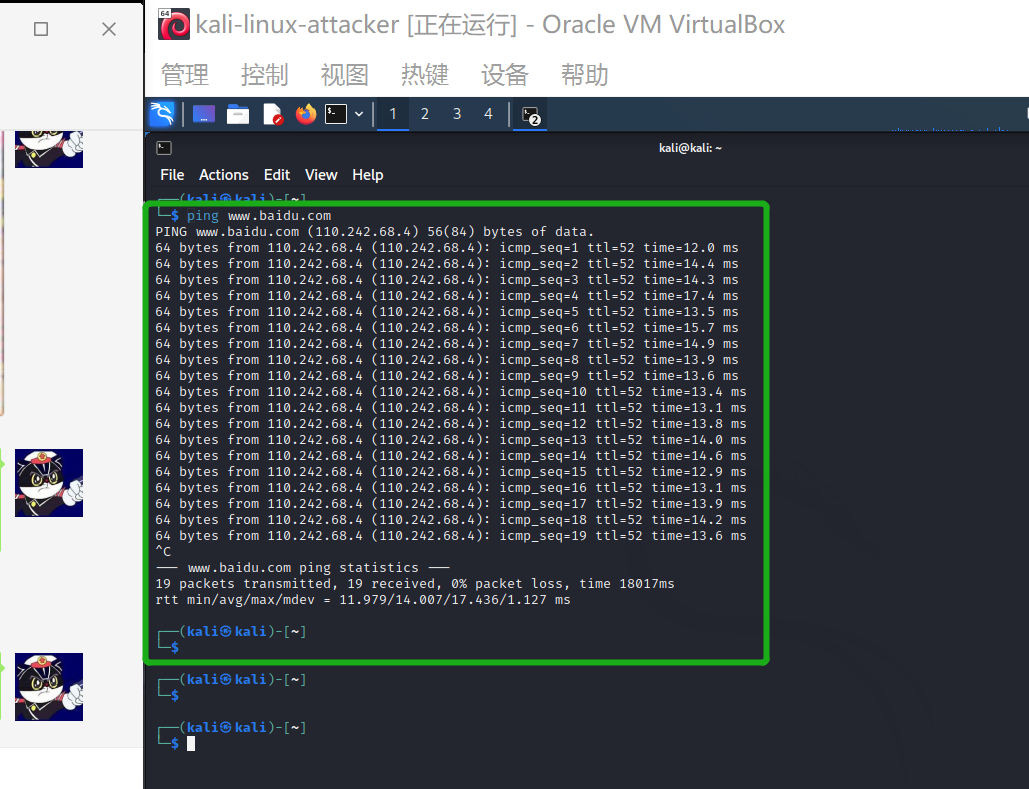 64
kali-linux-attacker [正在运行] - Oracle VM VirtualBox
管理 控制 视图 热键 设备 帮助
1 2 3 4 2
kali@kali: ~
File Actions Edit View Help
┌──(kali㉿kali)-[~]
└─$ ping www.baidu.com
PING www.baidu.com (110.242.68.4) 56(84) bytes of data.
64 bytes from 110.242.68.4 (110.242.68.4): icmp_seq=1 ttl=52 time=12.0 ms
64 bytes from 110.242.68.4 (110.242.68.4): icmp_seq=2 ttl=52 time=14.4 ms
64 bytes from 110.242.68.4 (110.242.68.4): icmp_seq=3 ttl=52 time=14.3 ms
64 bytes from 110.242.68.4 (110.242.68.4): icmp_seq=4 ttl=52 time=17.4 ms
64 bytes from 110.242.68.4 (110.242.68.4): icmp_seq=5 ttl=52 time=13.5 ms
64 bytes from 110.242.68.4 (110.242.68.4): icmp_seq=6 ttl=52 time=15.7 ms
64 bytes from 110.242.68.4 (110.242.68.4): icmp_seq=7 ttl=52 time=14.9 ms
64 bytes from 110.242.68.4 (110.242.68.4): icmp_seq=8 ttl=52 time=13.9 ms
64 bytes from 110.242.68.4 (110.242.68.4): icmp_seq=9 ttl=52 time=13.6 ms
64 bytes from 110.242.68.4 (110.242.68.4): icmp_seq=10 ttl=52 time=13.4 ms
64 bytes from 110.242.68.4 (110.242.68.4): icmp_seq=11 ttl=52 time=13.1 ms
64 bytes from 110.242.68.4 (110.242.68.4): icmp_seq=12 ttl=52 time=13.8 ms
64 bytes from 110.242.68.4 (110.242.68.4): icmp_seq=13 ttl=52 time=14.0 ms
64 bytes from 110.242.68.4 (110.242.68.4): icmp_seq=14 ttl=52 time=14.6 ms
64 bytes from 110.242.68.4 (110.242.68.4): icmp_seq=15 ttl=52 time=12.9 ms
64 bytes from 110.242.68.4 (110.242.68.4): icmp_seq=16 ttl=52 time=13.1 ms
64 bytes from 110.242.68.4 (110.242.68.4): icmp_seq=17 ttl=52 time=13.9 ms
64 bytes from 110.242.68.4 (110.242.68.4): icmp_seq=18 ttl=52 time=14.2 ms
64 bytes from 110.242.68.4 (110.242.68.4): icmp_seq=19 ttl=52 time=13.6 ms
^C
--- www.baidu.com ping statistics ---
19 packets transmitted, 19 received, 0% packet loss, time 18017ms
rtt min/avg/max/mdev = 11.979/14.007/17.436/1.127 ms
┌──(kali㉿kali)-[~]
└─$
┌──(kali㉿kali)-[~]
└─$
┌──(kali㉿kali)-[~]
└─$